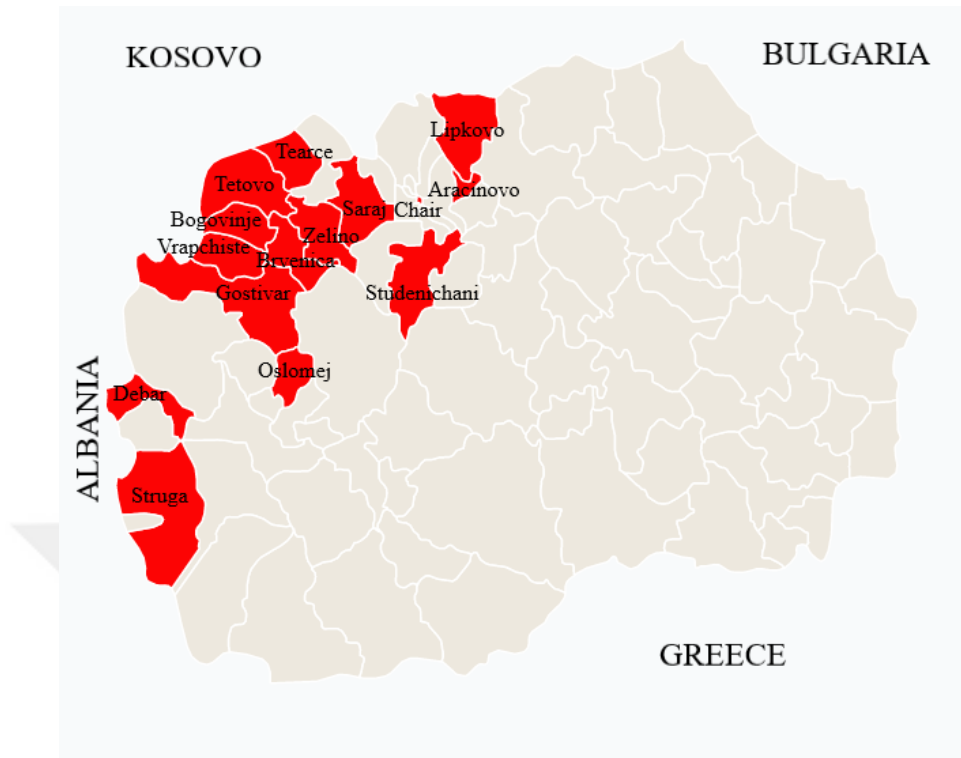 KOSOVO
BULGARIA
Lipkovo
Tearce
Tetovo
Aracinovo
Saraj
Chair
Bogovinje
Zelino
Vrapchiste
Brvenica
Gostivar
Studenichani
Oslomej
Debar
ALBANIA
Struga
GREECE